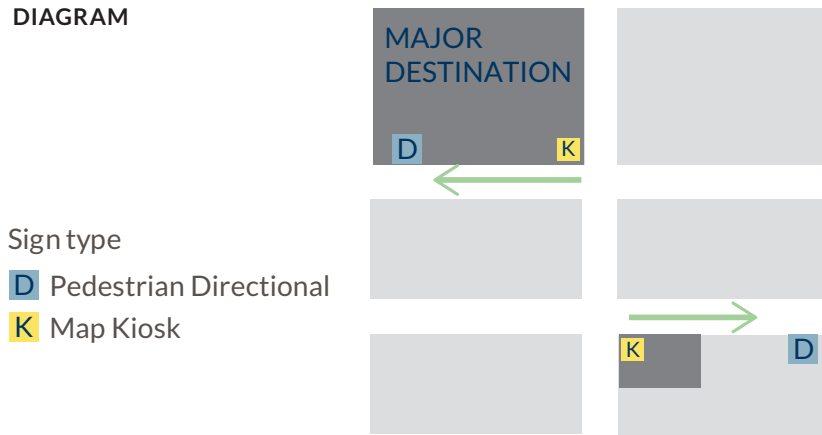 DIAGRAM
MAJOR
DESTINATION
D
K
Sign type
D Pedestrian Directional
K Map Kiosk
K
D